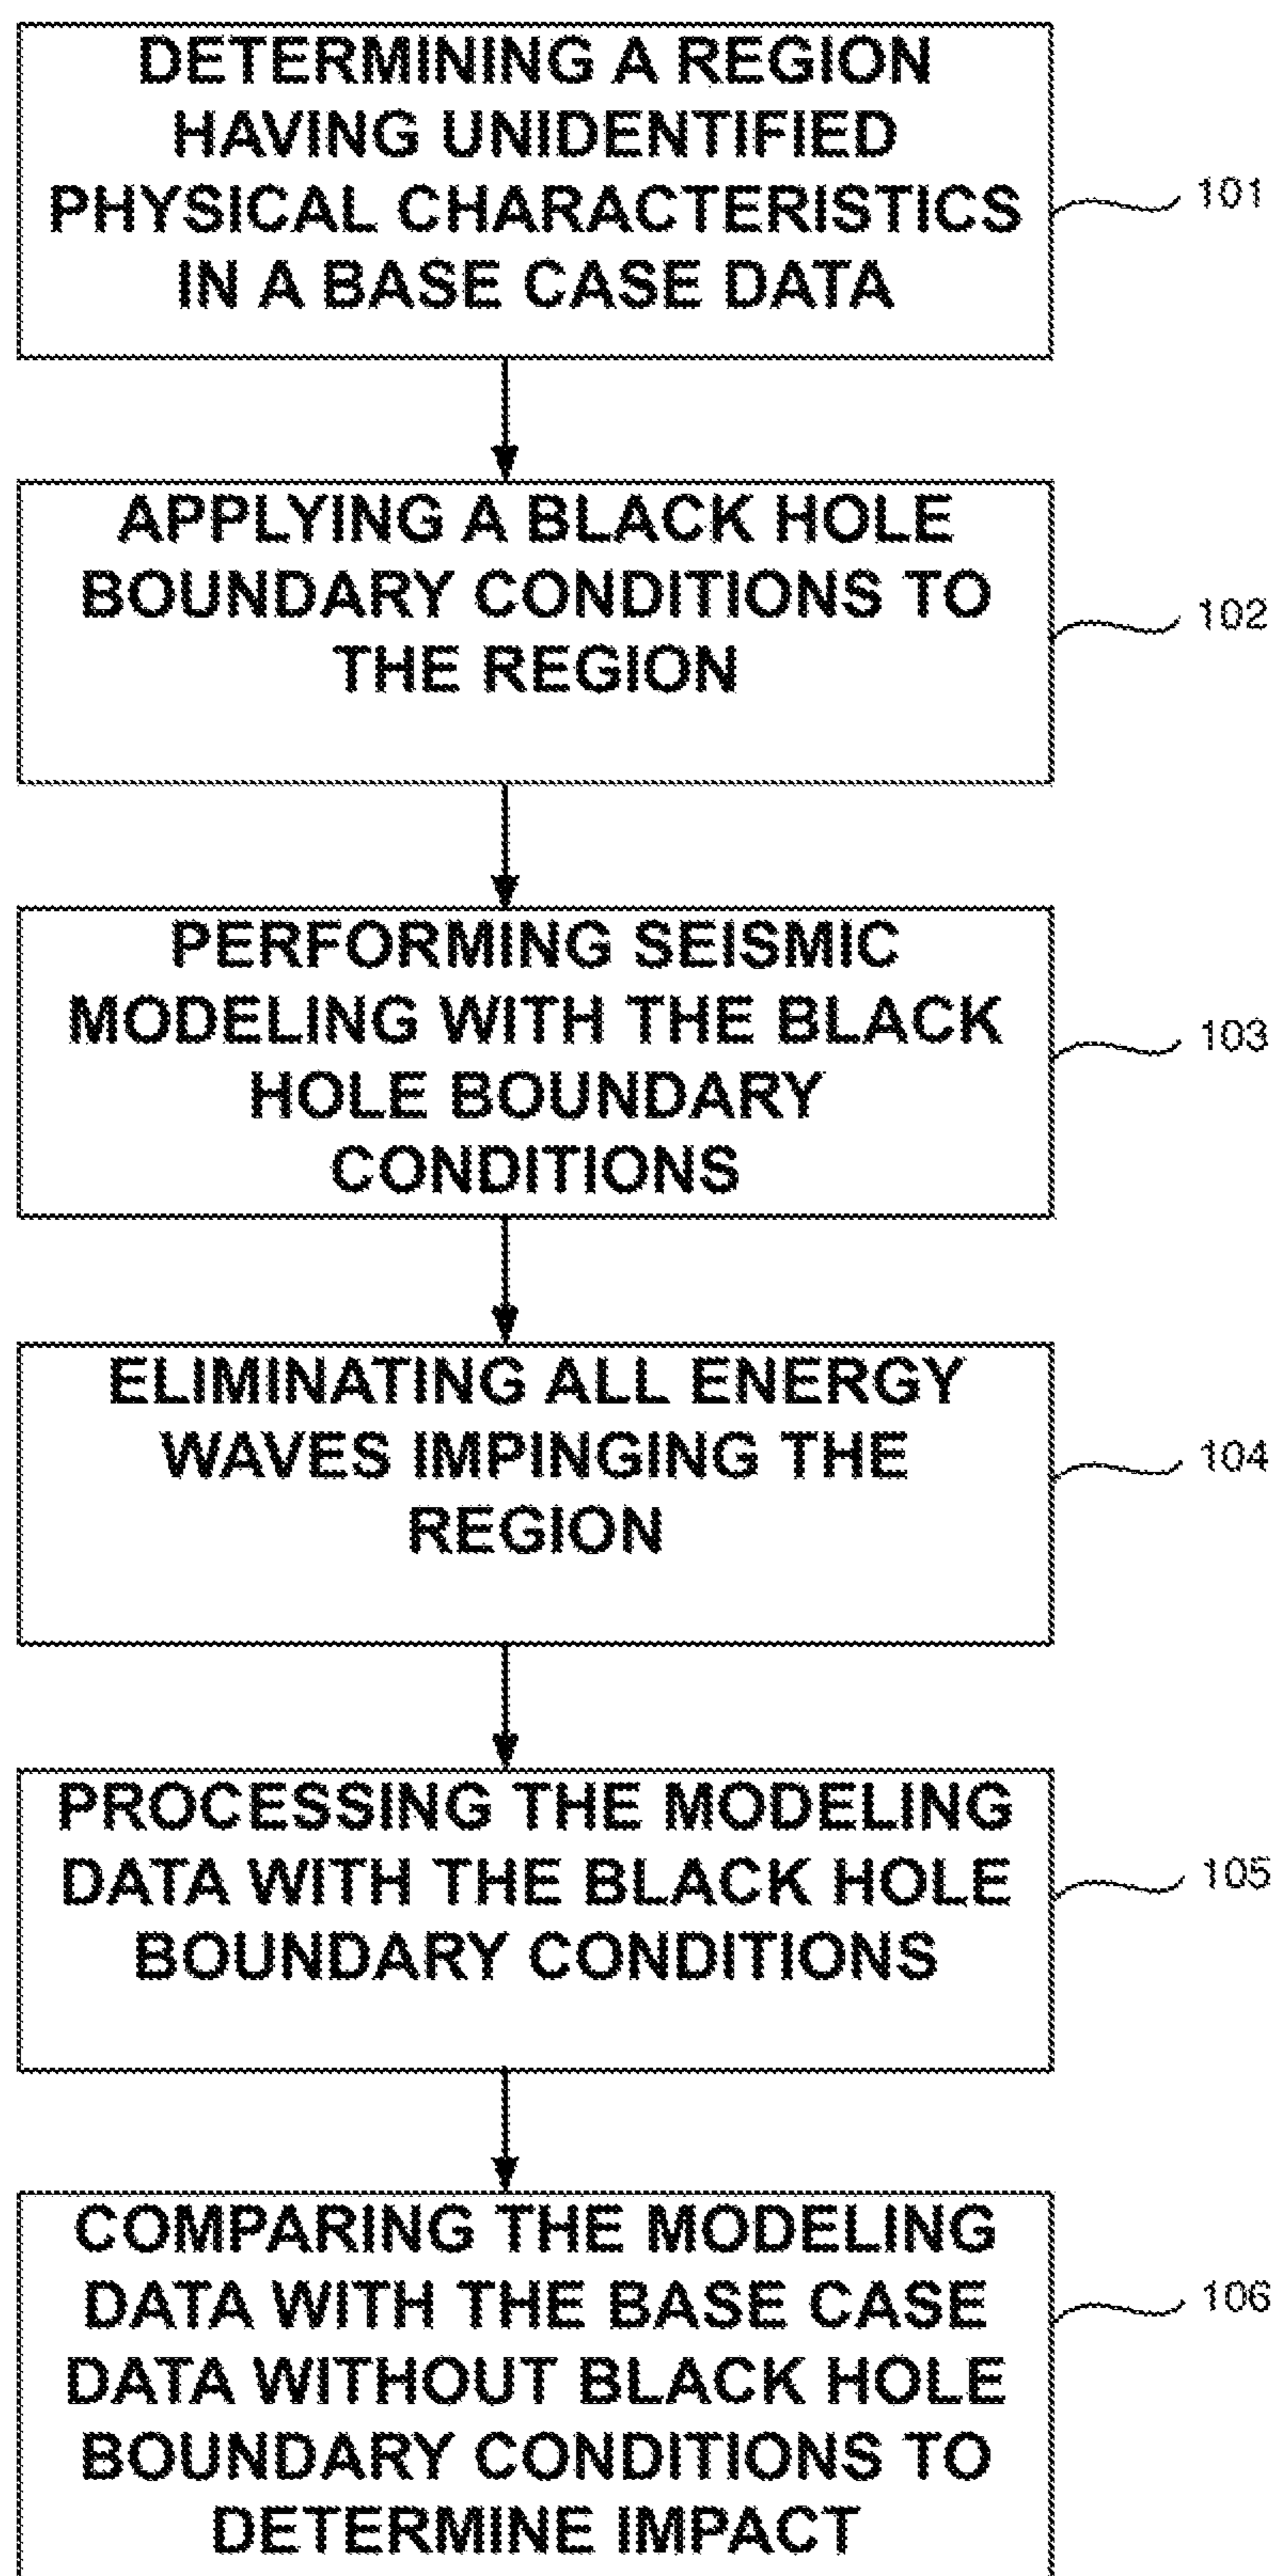 DETERMINING A REGION
HAVING UNIDENTIFIED
PHYSICAL CHARACTERISTICS
IN A BASE CASE DATA
101
APPLYING A BLACK HOLE
BOUNDARY CONDITIONS TO
THE REGION
102
PERFORMING SEISMIC
MODELING WITH THE BLACK
HOLE BOUNDARY
CONDITIONS
103
ELIMINATING ALL ENERGY
WAVES IMPINGING THE
REGION
104
PROCESSING THE MODELING
DATA WITH THE BLACK HOLE
BOUNDARY CONDITIONS
105
COMPARING THE MODELING
DATA WITH THE BASE CASE
DATA WITHOUT BLACK HOLE
BOUNDARY CONDITIONS TO
DETERMINE IMPACT
106